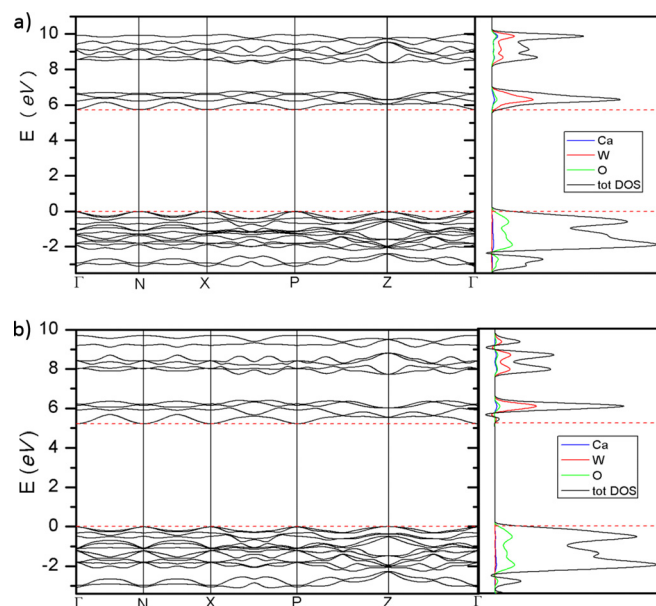 a)
10
8
6
4
2
0
-2
E (eV)
Γ N X P Z Γ
Ca
W
O
tot DOS
b)
10
8
6
4
2
0
-2
E (eV)
Γ N X P Z Γ
Ca
W
O
tot DOS